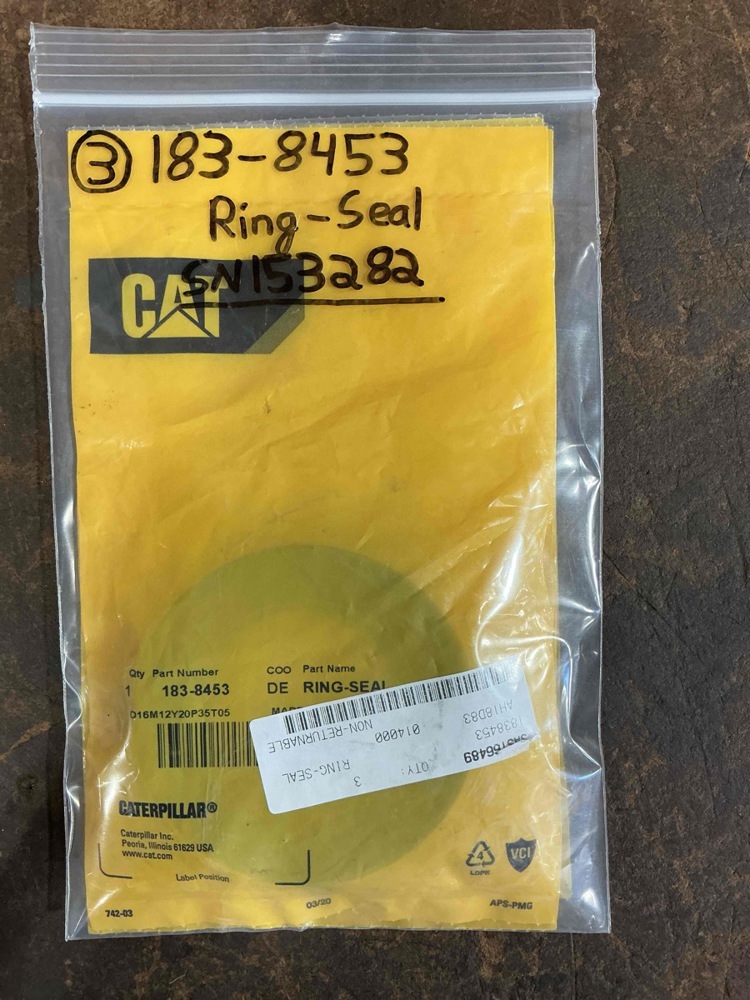 ③ 183-8453
Ring-Seal
SN153282
CAT
Qty Part Number COO Part Name
1 183-8453 DE RING-SEAL
D16M12Y20P35T05
AH18D83
1838453
NON-RETURNABLE
014000
QTY: 3
RING-SEAL
CATERPILLAR®
Caterpillar Inc.
Peoria, Illinois 61629 USA
www.cat.com
Label Position
4
LDPE
VCI
742-03 03/20 APS-PMG